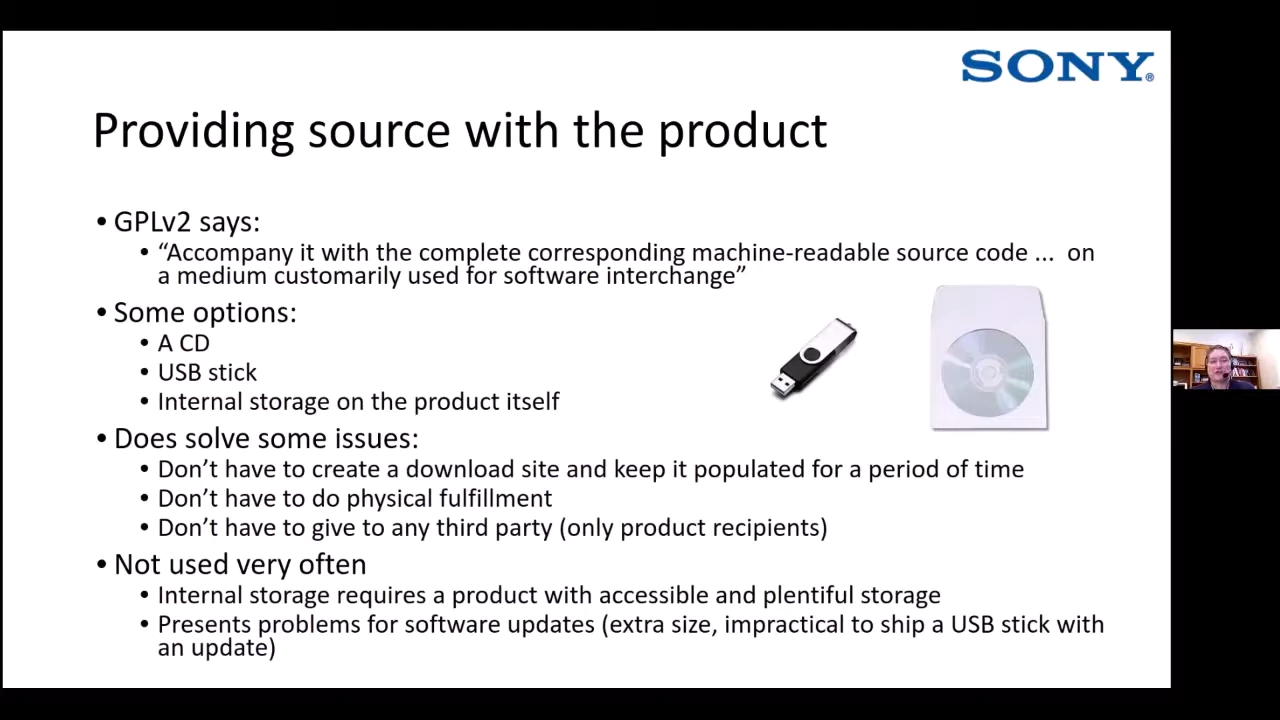 SONY®
Providing source with the product
• GPLv2 says:
• “Accompany it with the complete corresponding machine-readable source code ... on
a medium customarily used for software interchange”
• Some options:
• A CD
• USB stick
• Internal storage on the product itself
• Does solve some issues:
• Don’t have to create a download site and keep it populated for a period of time
• Don’t have to do physical fulfillment
• Don’t have to give to any third party (only product recipients)
• Not used very often
• Internal storage requires a product with accessible and plentiful storage
• Presents problems for software updates (extra size, impractical to ship a USB stick with
an update)